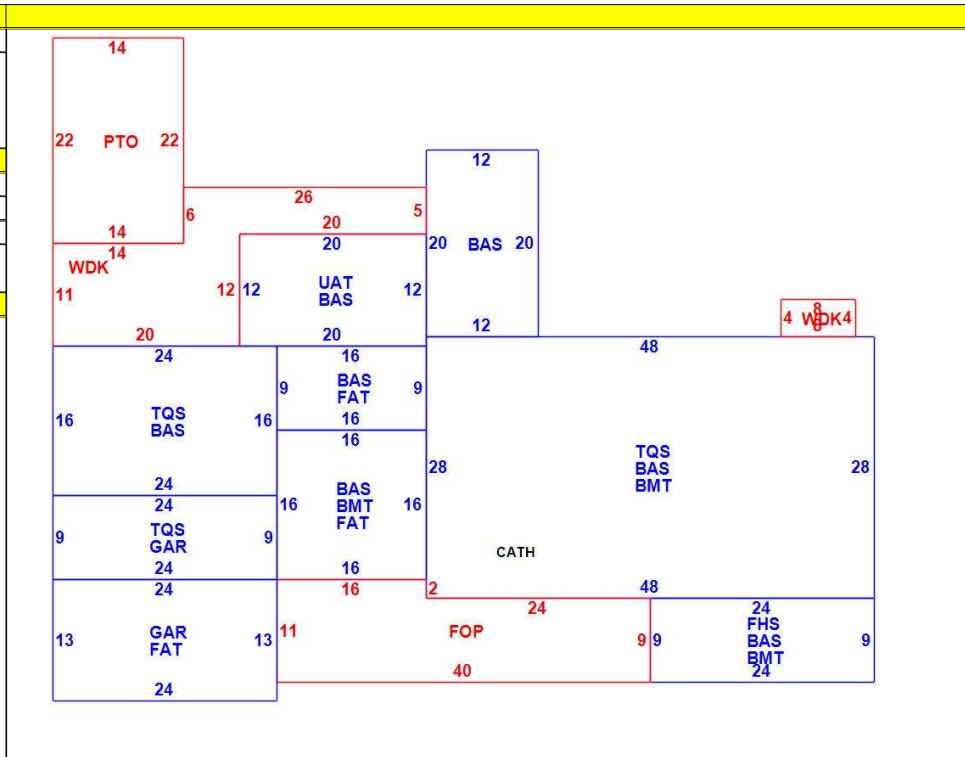 14
22 PTO 22
14
12
26
6 5
20
14
WDK
20
20 BAS 20
11
12 12
UAT
BAS
12
12
20
20
8
4 WDK 4
8
24
16
48
9 BAS 9
FAT
16
16 TQS 16
BAS
16
TQS
BAS
BMT
28 28
24
24
16 BAS 16
BMT
FAT
9 TQS 9
GAR
CATH
24
16
24
16
2
48
24
24
13 GAR 13
FAT
11
FOP
9
9 FHS 9
BAS
BMT
40
24
24